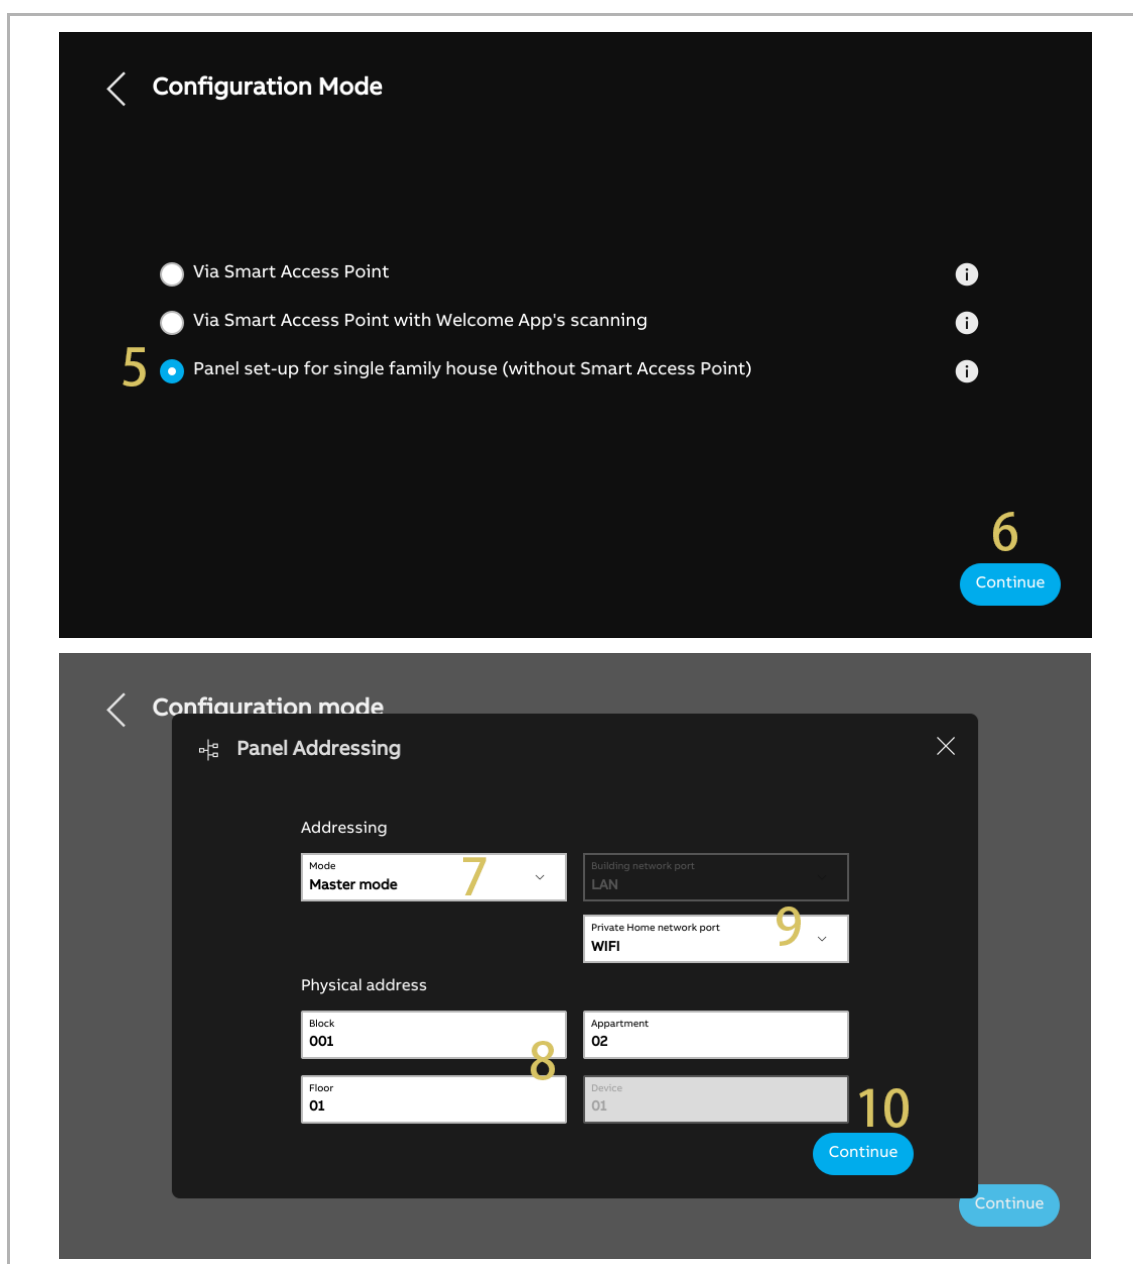 Configuration Mode
Via Smart Access Point
Via Smart Access Point with Welcome App's scanning
5 Panel set-up for single family house (without Smart Access Point)
6
Continue
Configuration mode
Panel Addressing
Addressing
Mode
Master mode
7
Building network port
LAN
Private Home network port
WIFI
9
Physical address
Block
001
8
Appartment
02
Floor
01
Device
01
10
Continue
Continue